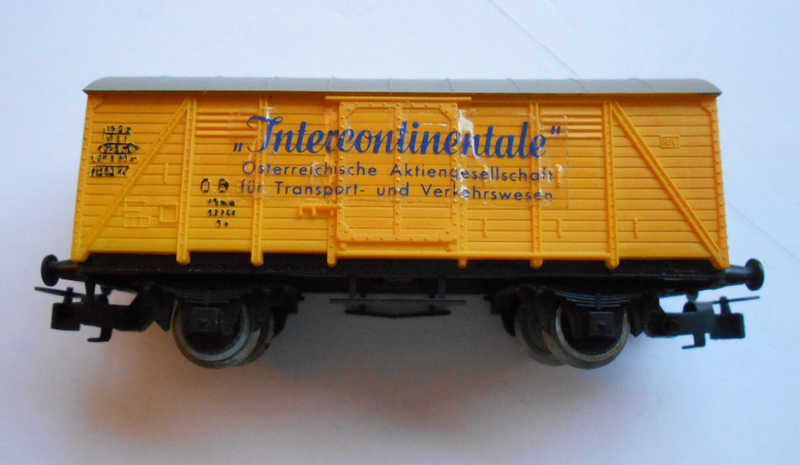 „Intercontinentale"
Österreichische Aktiengesellschaft
für Transport- und Verkehrswesen